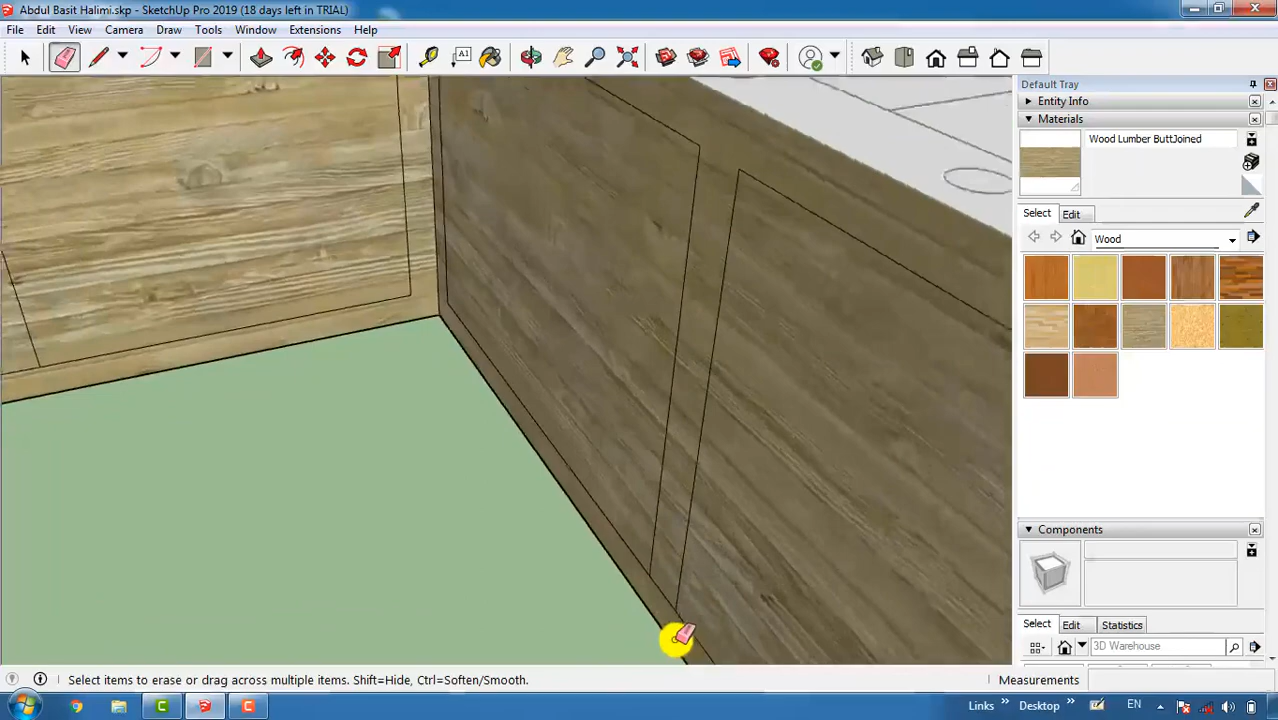 Abdul Basit Halimi.skp - SketchUp Pro 2019 (18 days left in TRIAL)
File Edit View Camera Draw Tools Window Extensions Help
A1
Default Tray
Entity Info
Materials
Wood Lumber ButtJoined
Select Edit
Wood
Components
Select Edit Statistics
3D Warehouse
Select items to erase or drag across multiple items. Shift=Hide, Ctrl=Soften/Smooth.
Measurements
Links » Desktop » EN